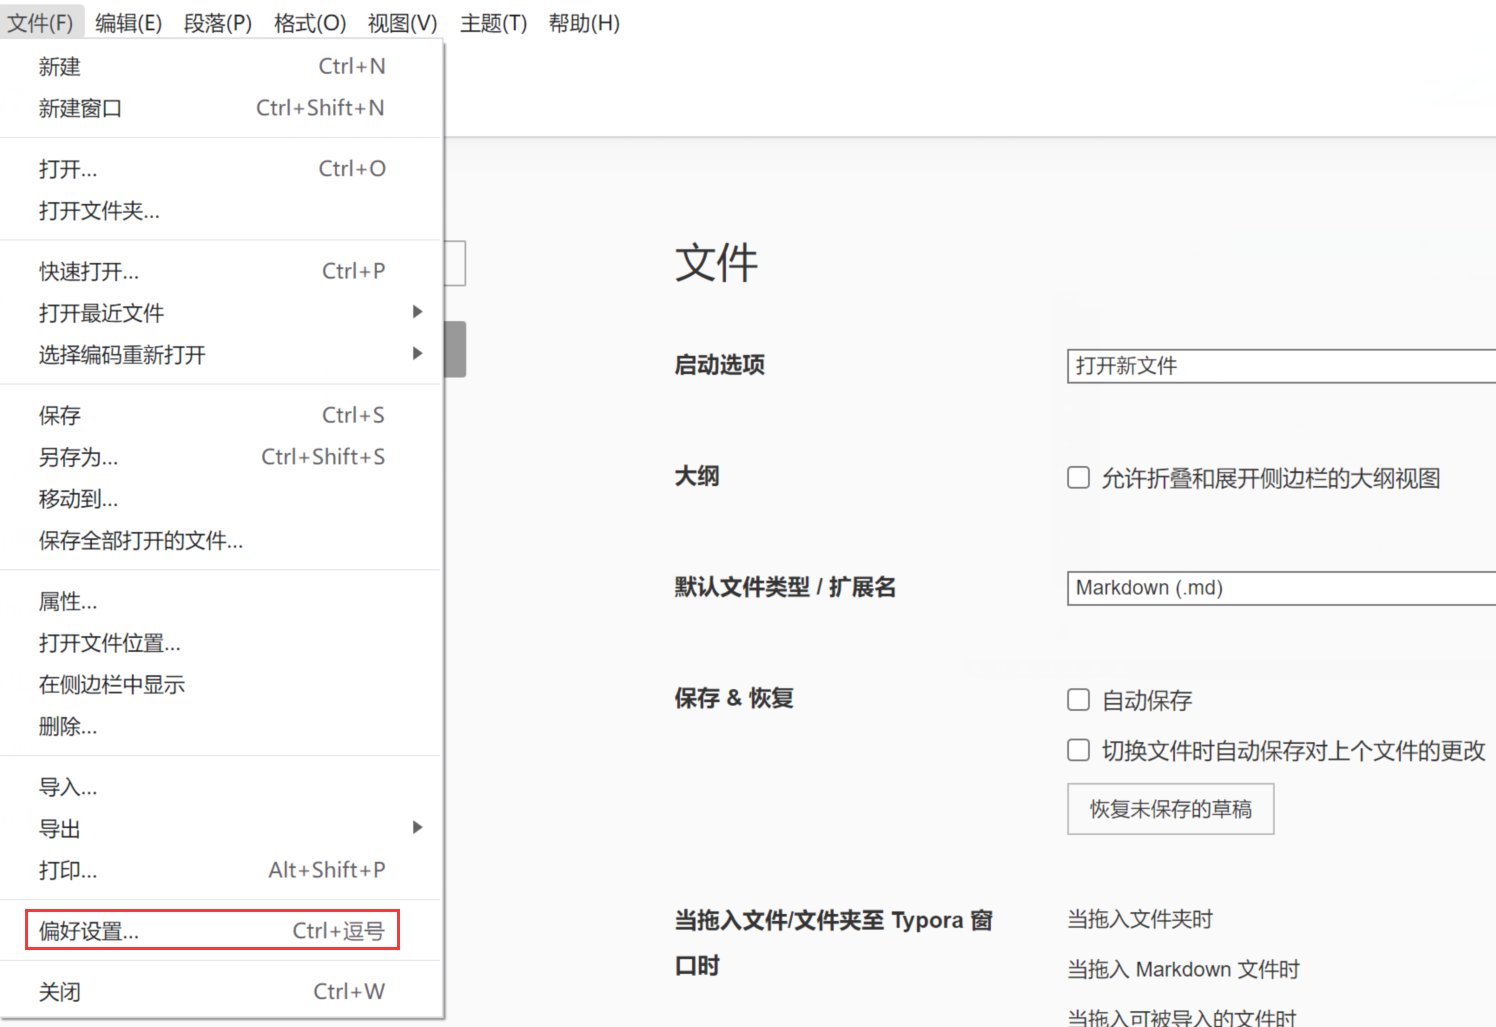 文件(F) 编辑(E) 段落(P) 格式(O) 视图(V) 主题(T) 帮助(H)
新建 Ctrl+N
新建窗口 Ctrl+Shift+N
打开... Ctrl+O
打开文件夹...
快速打开... Ctrl+P
打开最近文件
选择编码重新打开
保存 Ctrl+S
另存为... Ctrl+Shift+S
移动到...
保存全部打开的文件...
属性...
打开文件位置...
在侧边栏中显示
删除...
导入...
导出
打印... Alt+Shift+P
偏好设置... Ctrl+逗号
关闭 Ctrl+W
文件
启动选项 打开新文件
大纲 允许折叠和展开侧边栏的大纲视图
默认文件类型 / 扩展名 Markdown (.md)
保存 & 恢复 自动保存
切换文件时自动保存对上个文件的更改
恢复未保存的草稿
当拖入文件/文件夹至 Typora 窗
口时
当拖入文件夹时
当拖入 Markdown 文件时
当拖入可被导入的文件时